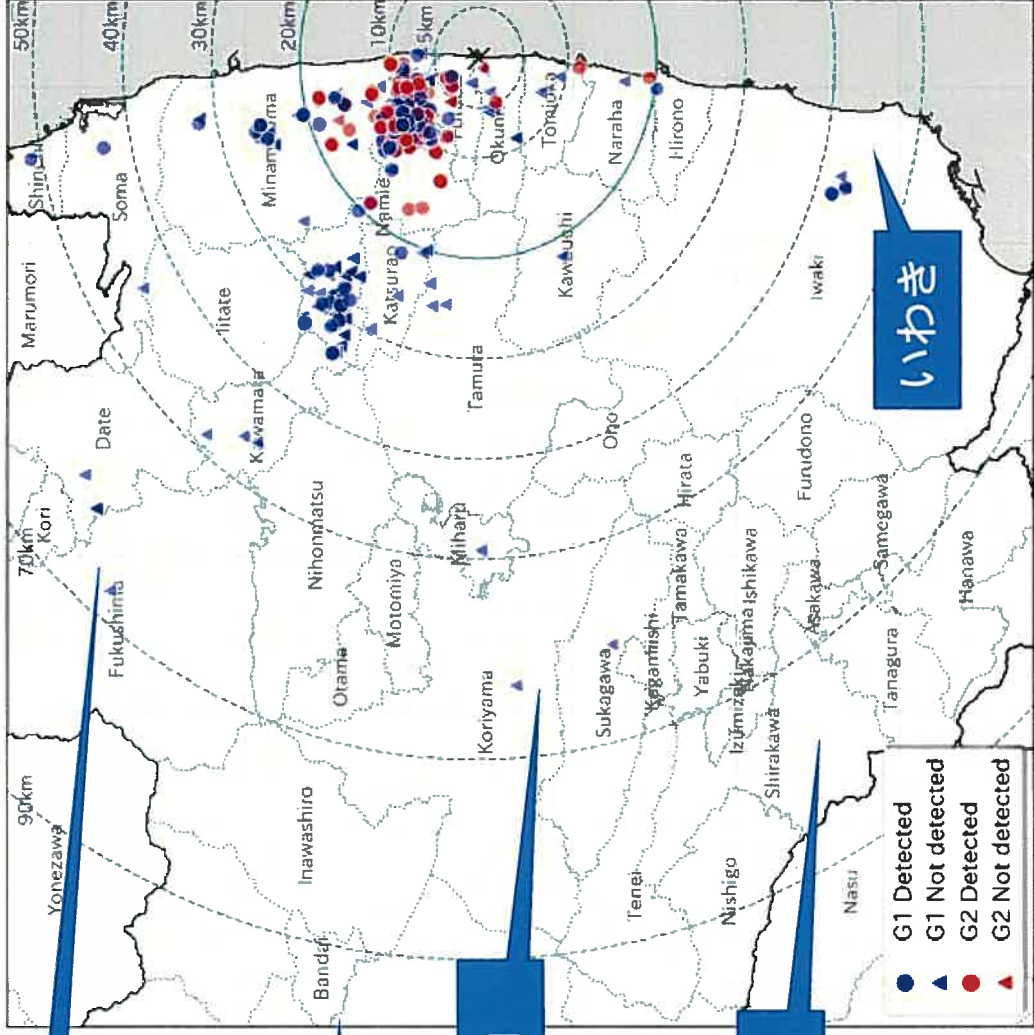 50km
40km
30km
20km
10km
5km
Soma
Marumori
Iitate
Date
Kori
70km
Fukushima
Yonezawa
90km
Namie
Katsurao
Kawamata
Nihonmatsu
Motomiya
Otama
Inawashiro
Bandai
Tomioka
Naraha
Hirono
Kawauchi
Tamura
Ono
Miharu
Koriyama
Hirata
Sukagawa
Kagamiishi
Tamakawa
Ishikawa
Yabuki
Nakajima
Izumizaki
Shirakawa
Tenei
Nishigo
Nasu
Iwaki
いわき
Furudono
Samegawa
Asakawa
Tanagura
Hanawa
G1 Detected
G1 Not detected
G2 Detected
G2 Not detected